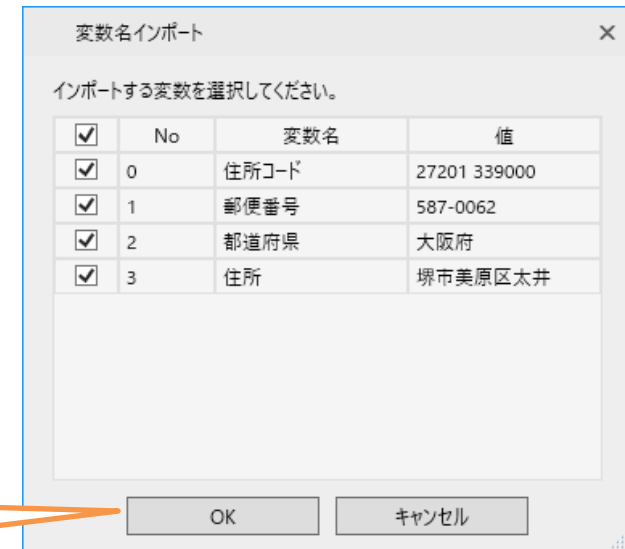 変数名インポート
インポートする変数を選択してください。
No 変数名 値
0 住所コード 27201 339000
1 郵便番号 587-0062
2 都道府県 大阪府
3 住所 堺市美原区太井
OK キャンセル